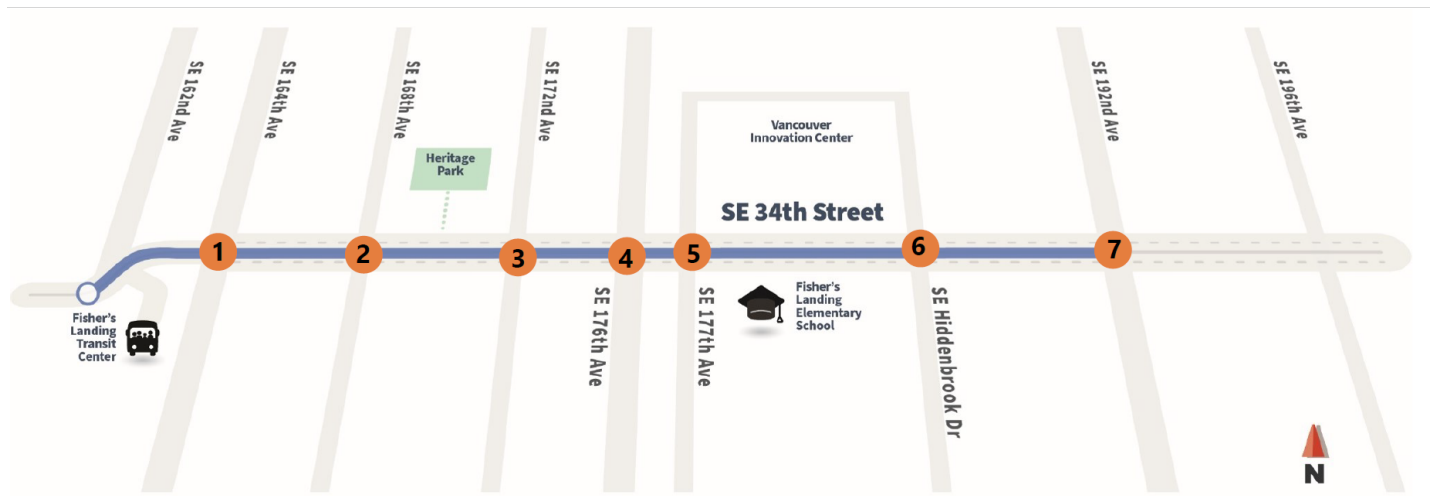 SE 162nd Ave
SE 164th Ave
SE 168th Ave
SE 172nd Ave
SE 192nd Ave
SE 196th Ave
Vancouver
Innovation Center
Heritage
Park
SE 34th Street
1
2
3
4
5
6
7
Fisher's
Landing
Transit
Center
SE 176th Ave
SE 177th Ave
Fisher's
Landing
Elementary
School
SE Hiddenbrook Dr
N